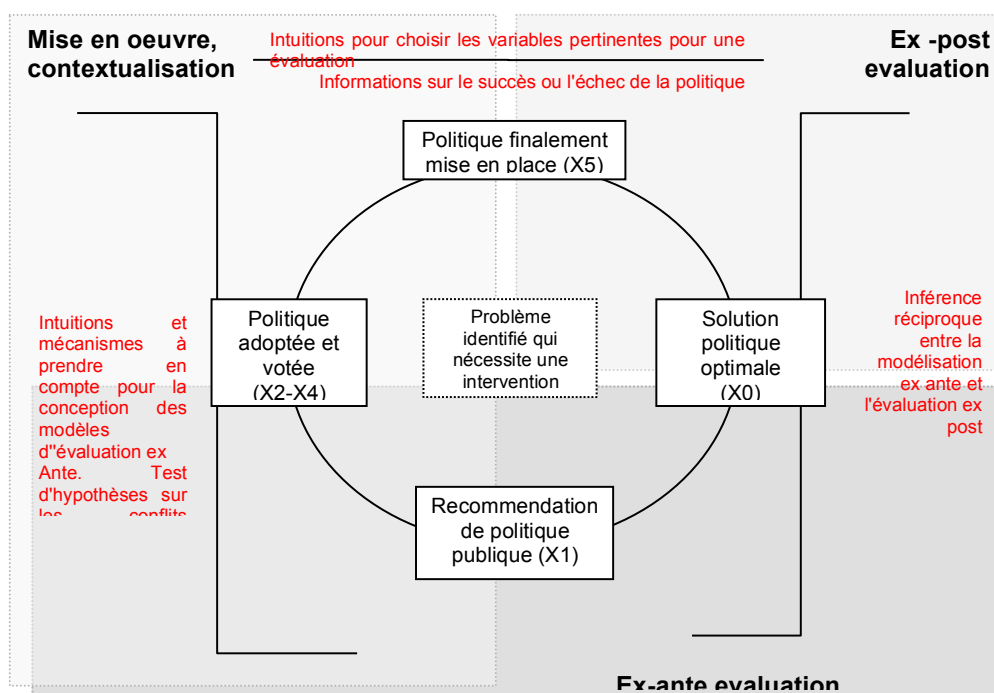 Mise en oeuvre,
contextualisation
Intuitions pour choisir les variables pertinentes pour une
évaluation
Informations sur le succès ou l'échec de la politique
Ex -post
evaluation
Politique finalement
mise en place (X5)
Intuitions et
mécanismes à
prendre en
compte pour la
conception des
modèles
d"évaluation ex
Ante. Test
d'hypothèses sur
les conflits
Politique
adoptée et
votée
(X2-X4)
Problème
identifié qui
nécessite une
intervention
Solution
politique
optimale
(X0)
Inférence
réciproque
entre la
modélisation
ex ante et
l'évaluation ex
post
Recommendation
de politique
publique (X1)
Ex-ante evaluation